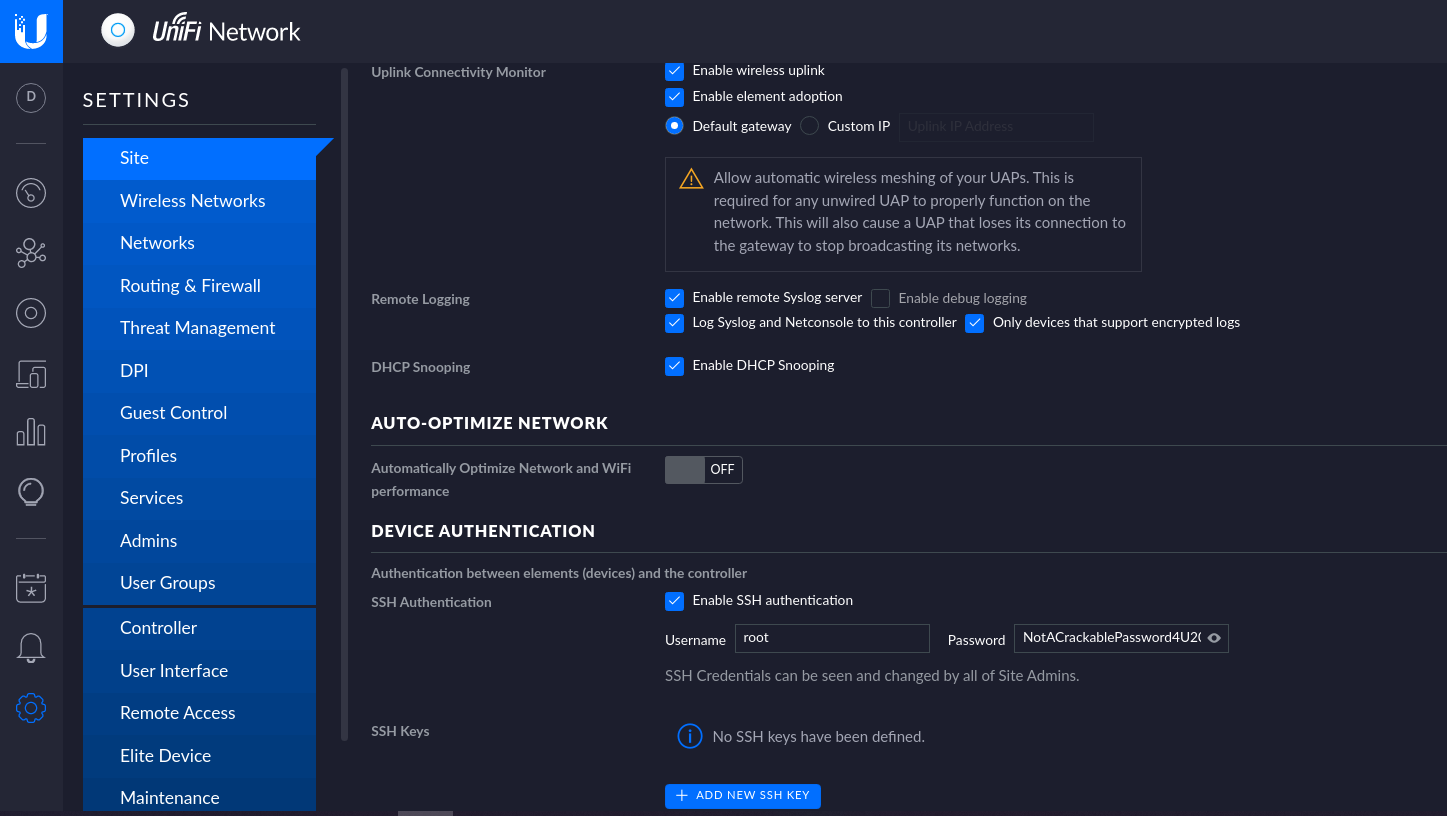 UniFi Network
D
SETTINGS
Site
Wireless Networks
Networks
Routing & Firewall
Threat Management
DPI
Guest Control
Profiles
Services
Admins
User Groups
Controller
User Interface
Remote Access
Elite Device
Maintenance
Uplink Connectivity Monitor
Enable wireless uplink
Enable element adoption
Default gateway Custom IP Uplink IP Address
Allow automatic wireless meshing of your UAPs. This is
required for any unwired UAP to properly function on the
network. This will also cause a UAP that loses its connection to
the gateway to stop broadcasting its networks.
Remote Logging
Enable remote Syslog server Enable debug logging
Log Syslog and Netconsole to this controller Only devices that support encrypted logs
DHCP Snooping
Enable DHCP Snooping
AUTO-OPTIMIZE NETWORK
Automatically Optimize Network and WiFi
performance
OFF
DEVICE AUTHENTICATION
Authentication between elements (devices) and the controller
SSH Authentication
Enable SSH authentication
Username root Password NotACrackablePassword4U20
SSH Credentials can be seen and changed by all of Site Admins.
SSH Keys
No SSH keys have been defined.
ADD NEW SSH KEY